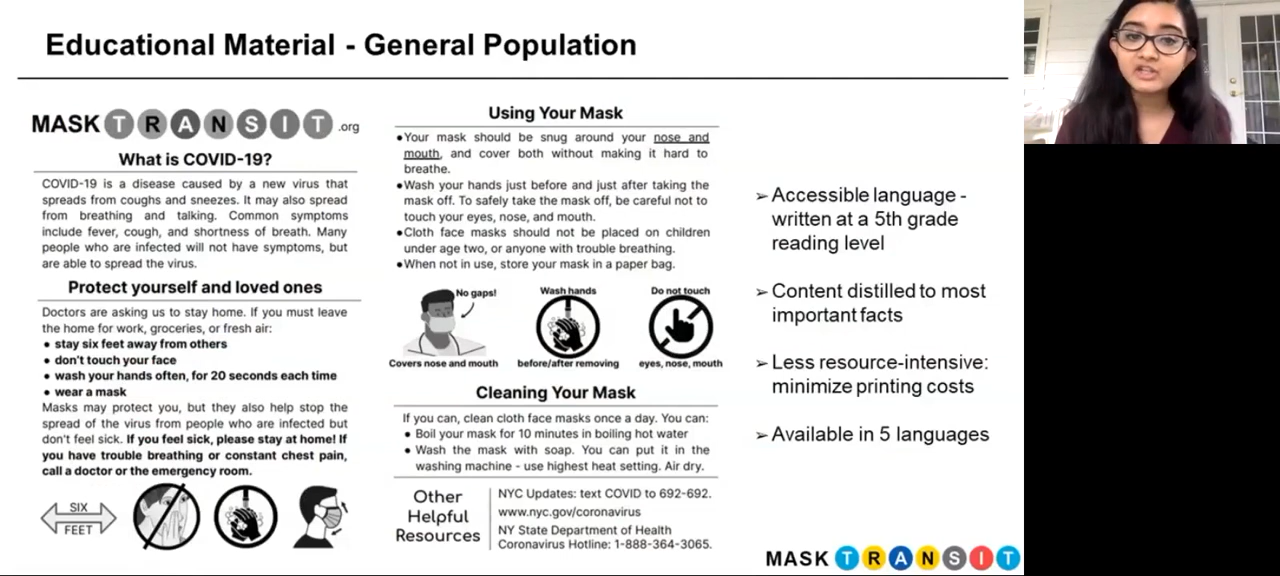 Educational Material - General Population
MASK TRANSIT .org
What is COVID-19?
COVID-19 is a disease caused by a new virus that
spreads from coughs and sneezes. It may also spread
from breathing and talking. Common symptoms
include fever, cough, and shortness of breath. Many
people who are infected will not have symptoms, but
are able to spread the virus.
Protect yourself and loved ones
Doctors are asking us to stay home. If you must leave
the home for work, groceries, or fresh air:
• stay six feet away from others
• don't touch your face
• wash your hands often, for 20 seconds each time
• wear a mask
Masks may protect you, but they also help stop the
spread of the virus from people who are infected but
don't feel sick. If you feel sick, please stay at home! If
you have trouble breathing or constant chest pain,
call a doctor or the emergency room.
SIX
FEET
Using Your Mask
•Your mask should be snug around your nose and
mouth, and cover both without making it hard to
breathe.
•Wash your hands just before and just after taking the
mask off. To safely take the mask off, be careful not to
touch your eyes, nose, and mouth.
•Cloth face masks should not be placed on children
under age two, or anyone with trouble breathing.
•When not in use, store your mask in a paper bag.
No gaps!
Covers nose and mouth
Wash hands
before/after removing
Do not touch
eyes, nose, mouth
Cleaning Your Mask
If you can, clean cloth face masks once a day. You can:
• Boil your mask for 10 minutes in boiling hot water
• Wash the mask with soap. You can put it in the
washing machine - use highest heat setting. Air dry.
Other
Helpful
Resources
NYC Updates: text COVID to 692-692.
www.nyc.gov/coronavirus
NY State Department of Health
Coronavirus Hotline: 1-888-364-3065.
➢ Accessible language -
written at a 5th grade
reading level
➢ Content distilled to most
important facts
➢ Less resource-intensive:
minimize printing costs
➢ Available in 5 languages
MASK TRANSIT